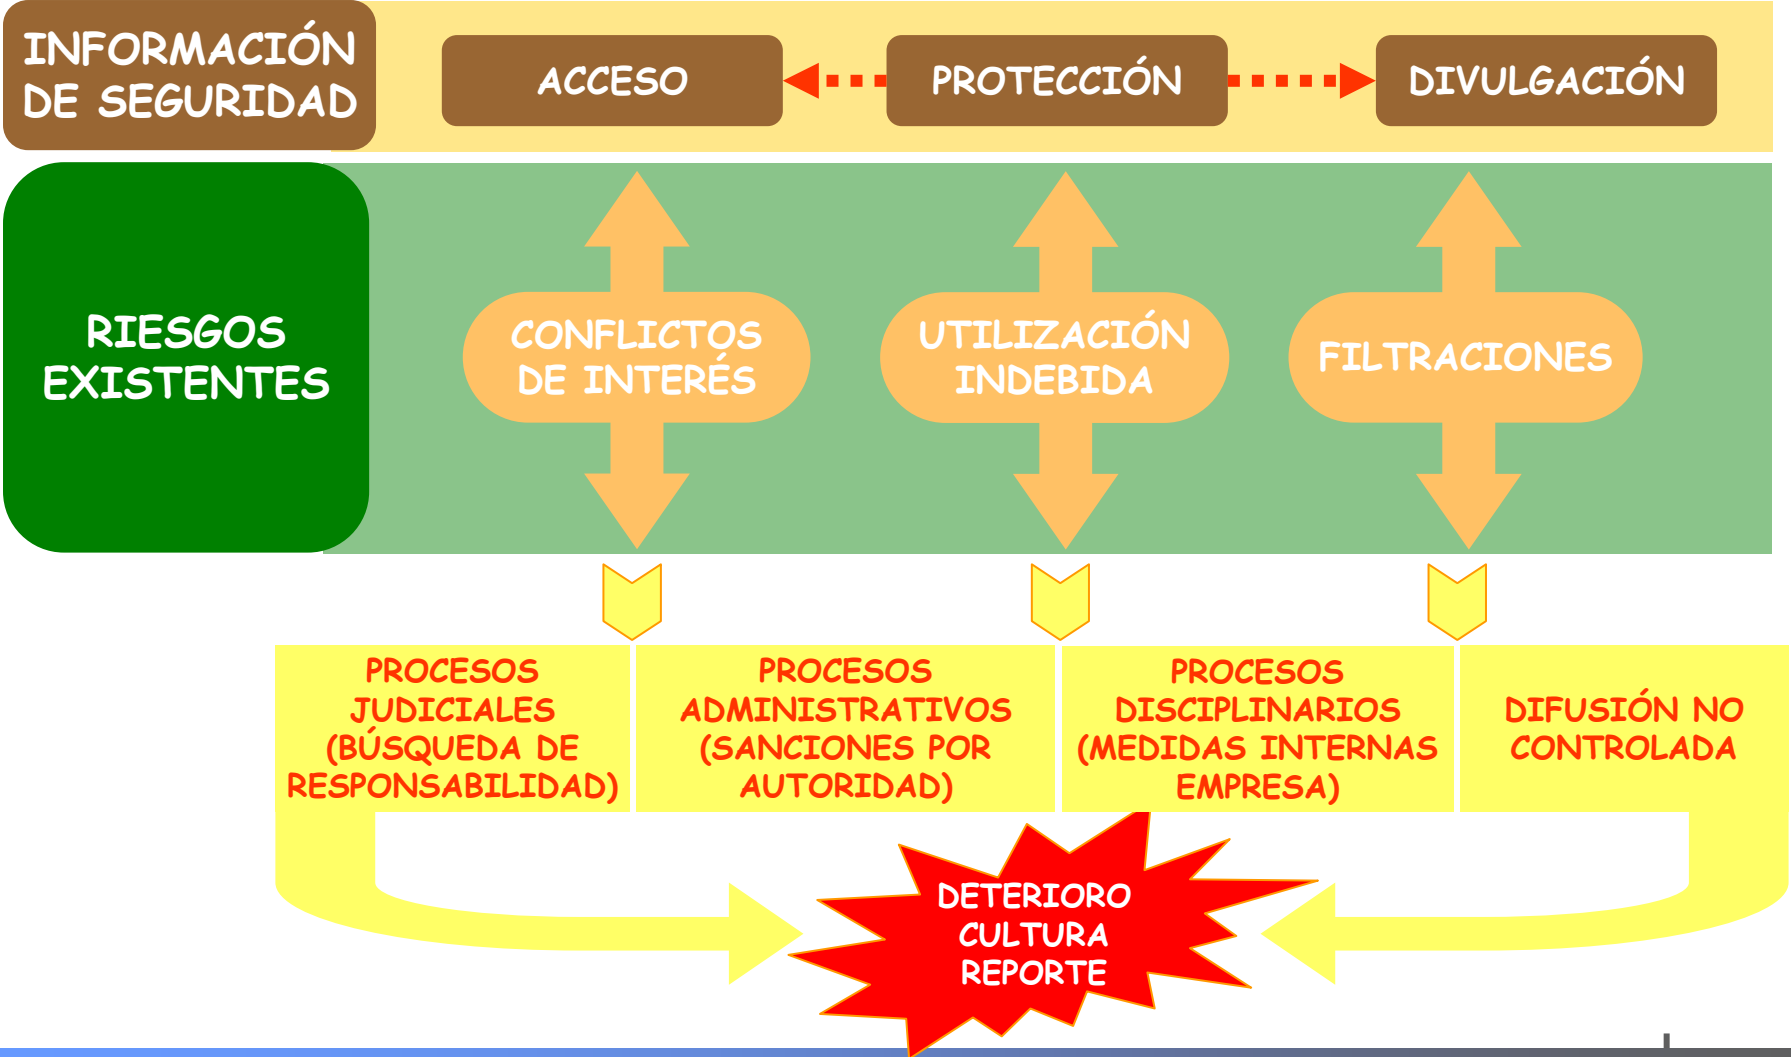 INFORMACIÓN
DE SEGURIDAD
ACCESO
PROTECCIÓN
DIVULGACIÓN
RIESGOS
EXISTENTES
CONFLICTOS
DE INTERÉS
UTILIZACIÓN
INDEBIDA
FILTRACIONES
PROCESOS
JUDICIALES
(BÚSQUEDA DE
RESPONSABILIDAD)
PROCESOS
ADMINISTRATIVOS
(SANCIONES POR
AUTORIDAD)
PROCESOS
DISCIPLINARIOS
(MEDIDAS INTERNAS
EMPRESA)
DIFUSIÓN NO
CONTROLADA
DETERIORO
CULTURA
REPORTE